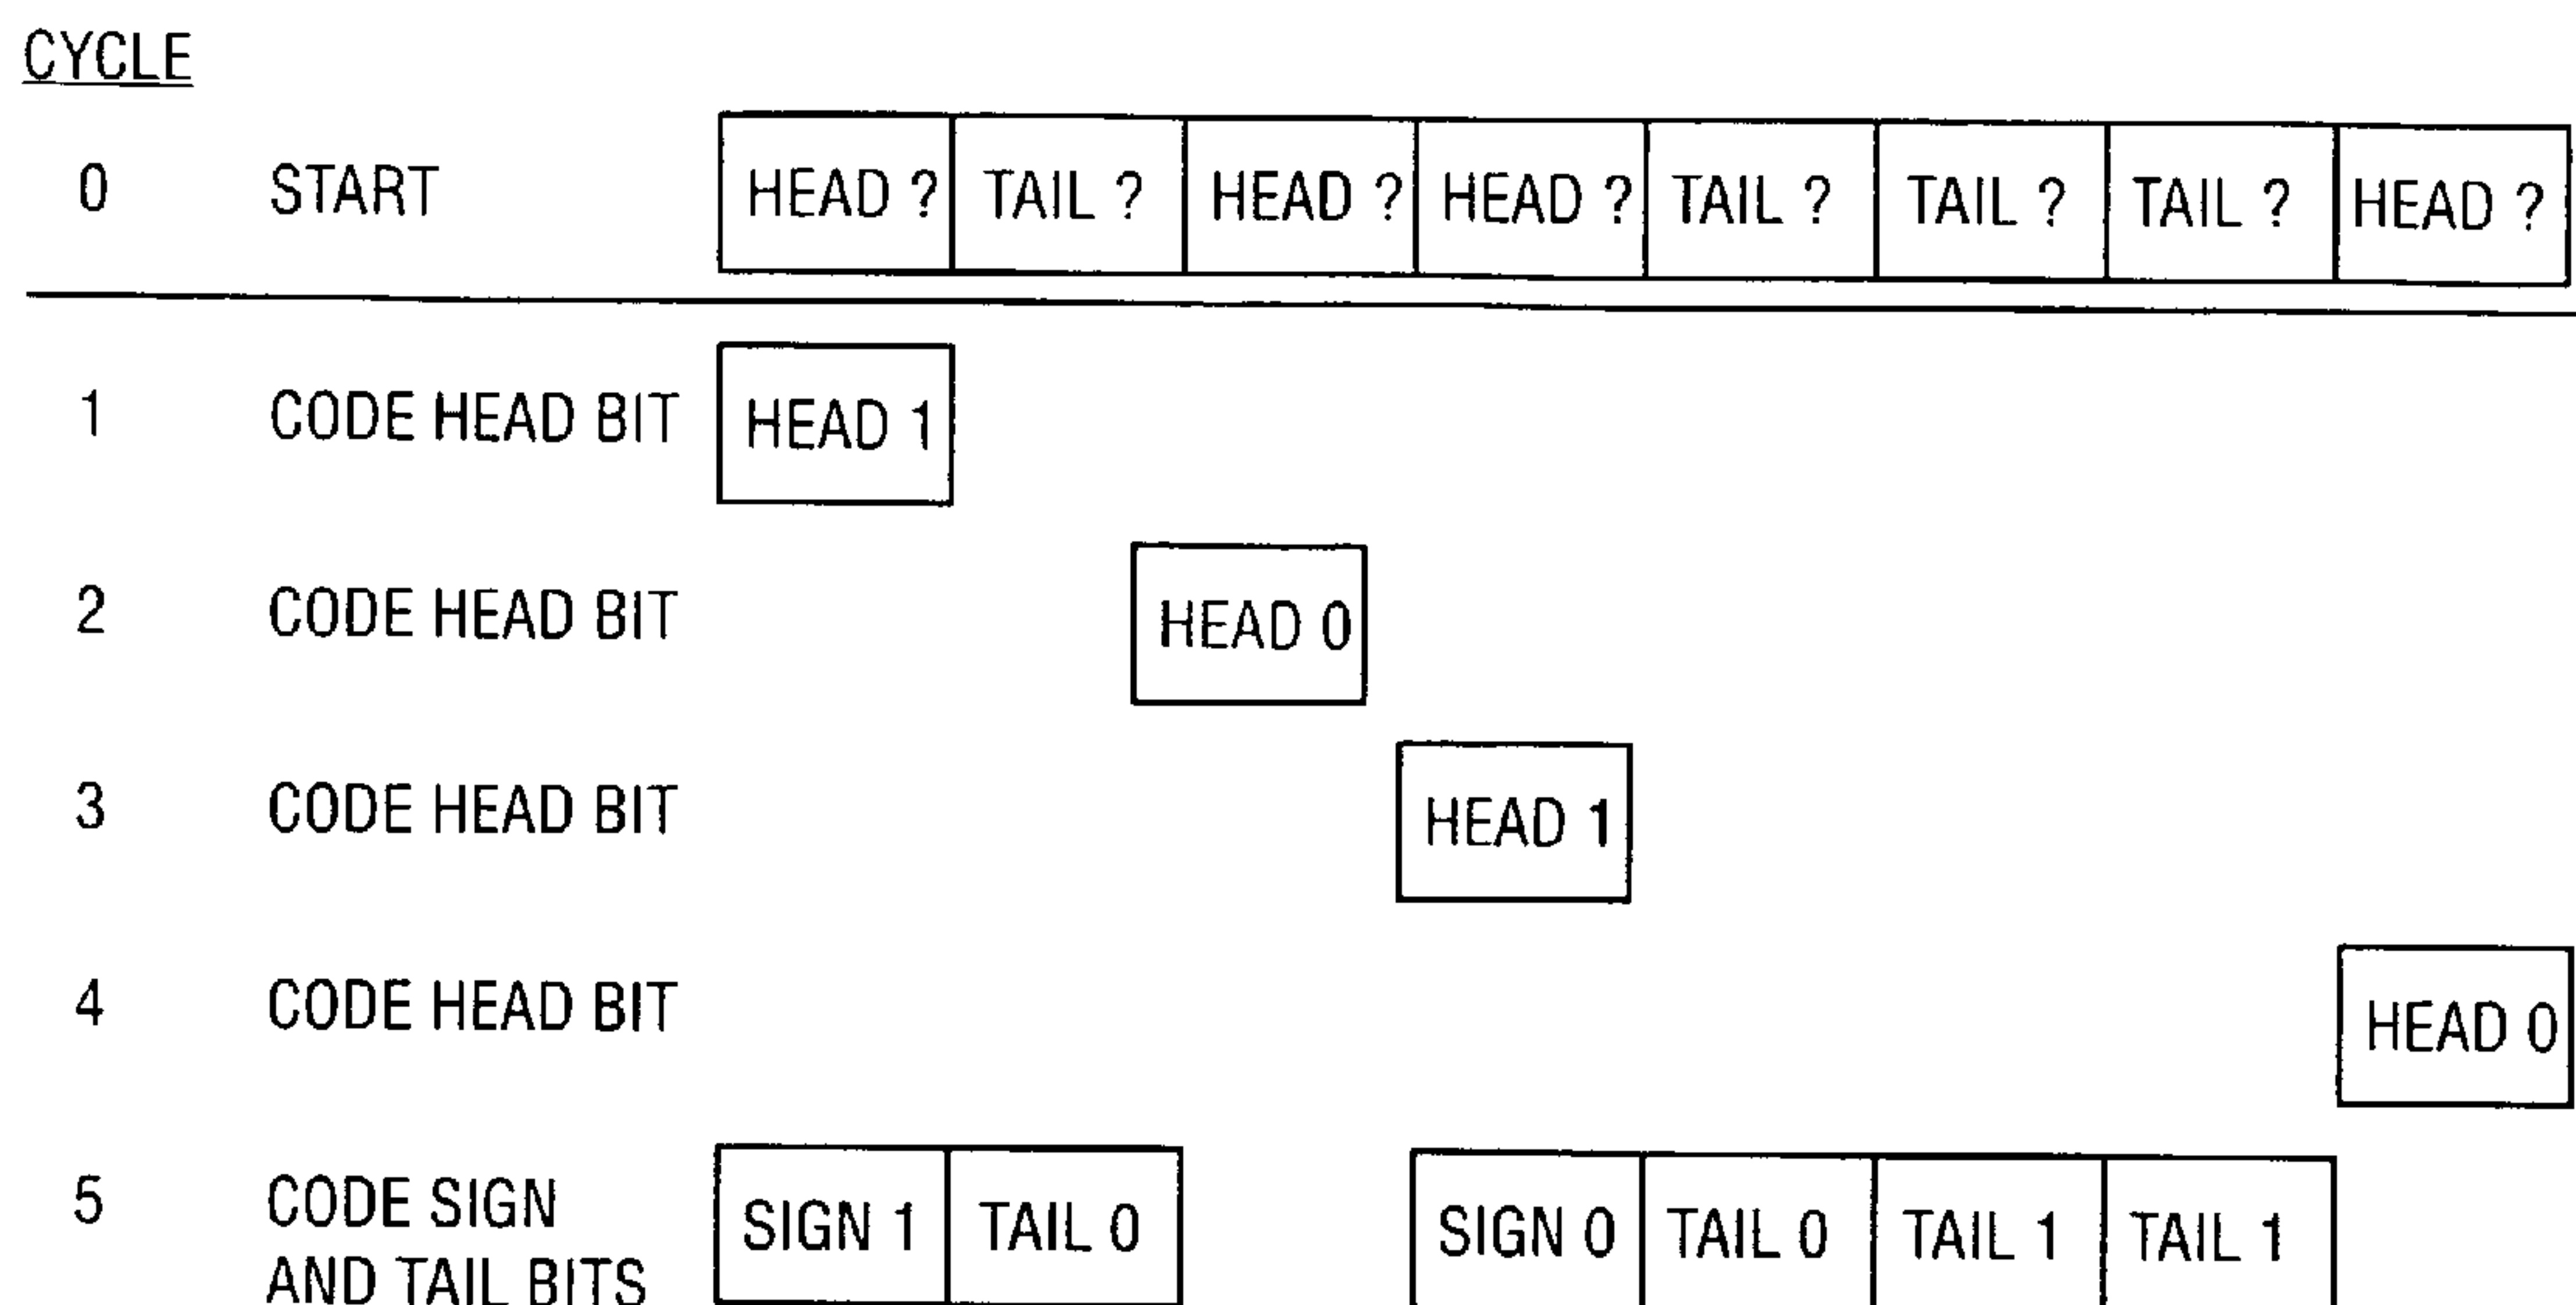 CYCLE
0 START HEAD ? TAIL ? HEAD ? HEAD ? TAIL ? TAIL ? TAIL ? HEAD ?
1 CODE HEAD BIT HEAD 1
2 CODE HEAD BIT HEAD 0
3 CODE HEAD BIT HEAD 1
4 CODE HEAD BIT HEAD 0
5 CODE SIGN SIGN 1 TAIL 0 SIGN 0 TAIL 0 TAIL 1 TAIL 1
AND TAIL BITS